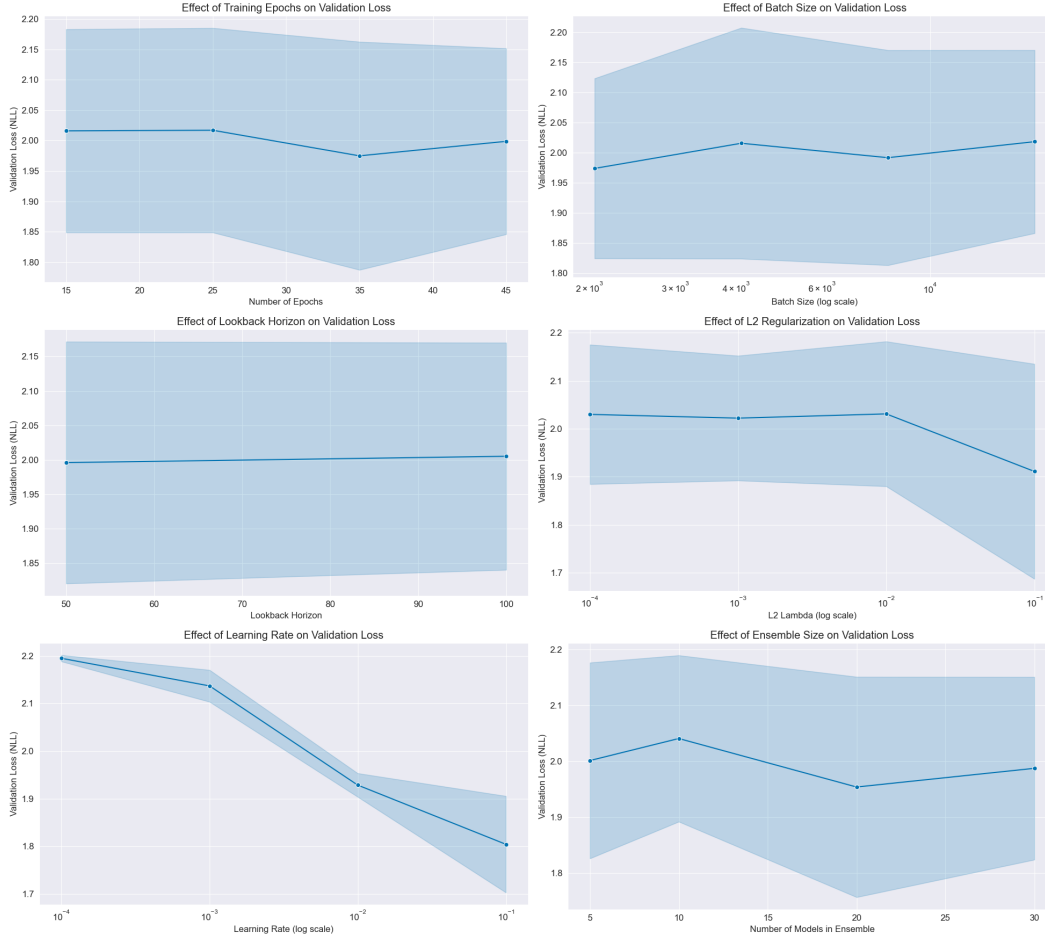 Effect of Training Epochs on Validation Loss
Validation Loss (NLL)
2.20
2.15
2.10
2.05
2.00
1.95
1.90
1.85
1.80
15 20 25 30 35 40 45
Number of Epochs
Effect of Batch Size on Validation Loss
Validation Loss (NLL)
2.20
2.15
2.10
2.05
2.00
1.95
1.90
1.85
1.80
2 × 10³ 3 × 10³ 4 × 10³ 6 × 10³ 10⁴
Batch Size (log scale)
Effect of Lookback Horizon on Validation Loss
Validation Loss (NLL)
2.15
2.10
2.05
2.00
1.95
1.90
1.85
50 60 70 80 90 100
Lookback Horizon
Effect of L2 Regularization on Validation Loss
Validation Loss (NLL)
2.2
2.1
2.0
1.9
1.8
1.7
10⁻⁴ 10⁻³ 10⁻² 10⁻¹
L2 Lambda (log scale)
Effect of Learning Rate on Validation Loss
Validation Loss (NLL)
2.2
2.1
2.0
1.9
1.8
1.7
10⁻⁴ 10⁻³ 10⁻² 10⁻¹
Learning Rate (log scale)
Effect of Ensemble Size on Validation Loss
Validation Loss (NLL)
2.2
2.1
2.0
1.9
1.8
5 10 15 20 25 30
Number of Models in Ensemble